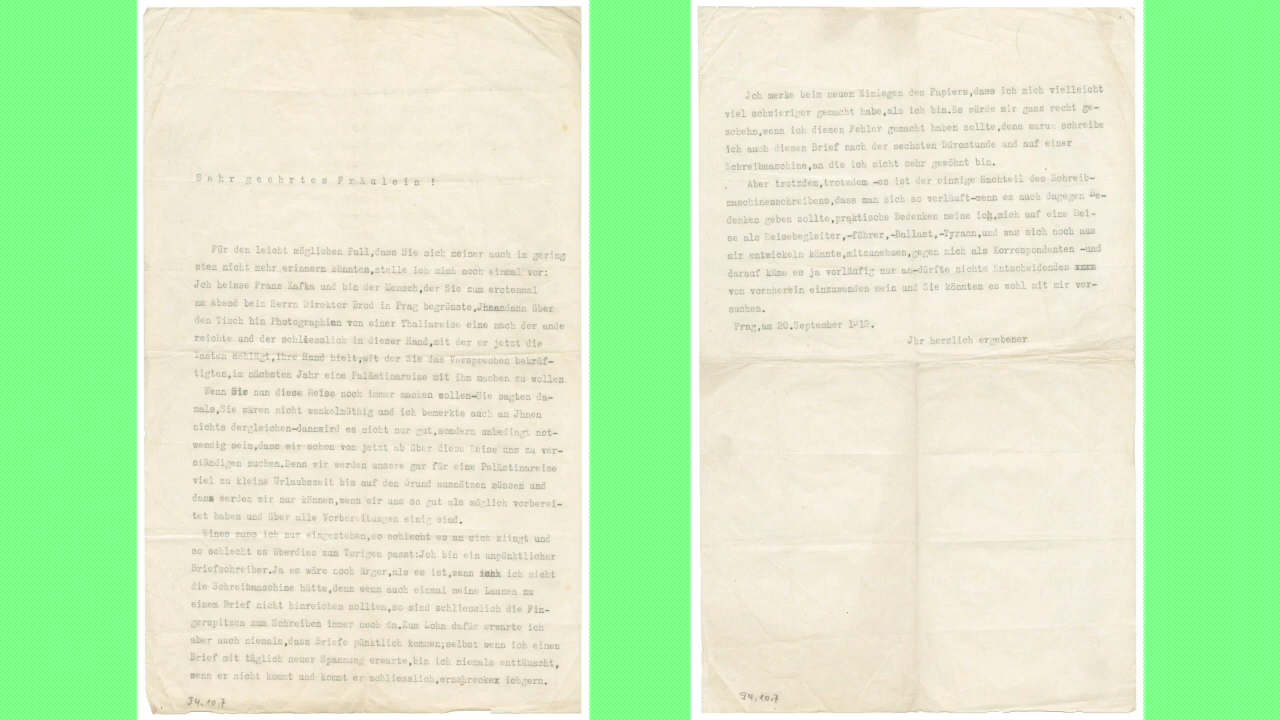 Sehr geehrtes Fräulein !
Für den leicht möglichen Fall,dass Sie sich meiner auch im gering
sten nicht mehr erinnern könnten,stelle ich mich noch einmal vor:
Jch heisse Franz Kafka und bin der Mensch,der Sie zum erstenmal
am Abend beim Herrn Direktor Brod in Prag begrüsste,Jhnendann über
den Tisch hin Photographien von einer Thaliareise eine nach der ande
reichte und der schliesslich in dieser Hand,mit der er jetzt die
Tasten schlägt,ihre Hand hielt,mit der Sie das Versprechen bekräf-
tigten,im nächsten Jahr eine Palästinareise mit ihm machen zu wollen
Wenn Sie nun diese Reise noch immer machen wollen-Sie sagten da-
mals,Sie wären nicht wankelmüthig und ich bemerkte auch an Jhnen
nichts dergleichen-dannwird es nicht nur gut,sondern unbedingt not-
wendig sein,dass wir schon von jetzt ab über diese Reise uns zu ver-
ständigen suchen.Denn wir werden unsere gar für eine Palästinareise
viel zu kleine Urlaubszeit bis auf den Grund ausnützen müssen und
dans werden wir nur können,wenn wir uns so gut als möglich vorberei-
tet haben und über alle Vorbereitungen einig sind.
Eines muss ich nur eingestehen,so schlecht es an sich klingt und
so schlecht es überdies zum Vorigen passt:Jch bin ein unpünktlicher
Briefschreiber.Ja es wäre noch ärger,als es ist,wenn ich nicht
die Schreibmaschine hätte,denn wenn auch einmal meine Launen zu
einem Brief nicht hinreichen sollten,so sind schliesslich die Fin-
gerspitzen zum Schreiben immer noch da.Zum Lohn dafür erwarte ich
aber auch niemals,dass Briefe pünktlich kommen;selbst wenn ich einen
Brief mit täglich neuer Spannung erwarte,bin ich niemals enttäuscht,
wenn er nicht kommt und kommt er schliesslich,erschrecke ichgern.
J4.10.7
Jch merke beim neuen Einlegen des Papiers,dass ich mich vielleicht
viel schwieriger gemacht habe,als ich bin.Es würde mir ganz recht ge-
schehn,wenn ich diesen Fehler gemacht haben sollte,denn warum schreibe
ich auch diesen Brief nach der sechsten Bürostunde und auf einer
Schreibmaschine,an die ich nicht sehr gewöhnt bin.
Aber trotzdem,trotzdem -es ist der einzige Nachteil des Schreib-
maschinenschreibens,dass man sich so verläuft-wenn es auch dagegen Be-
denken geben sollte,praktische Bedenken meine ich,mich auf eine Rei-
se als Reisebegleiter,-führer,-Ballast,-Tyrann,und was sich noch aus
mir entwickeln könnte,mitzunehmen,gegen mich als Korrespondenten -und
darauf käme es ja vorläufig nur an-dürfte nichts Entscheidendes
von vornherein einzuwenden sein und Sie könnten es wohl mit mir ver-
suchen.
Prag,am 20.September 1912.
Jhr herzlich ergebener
J4.10.7